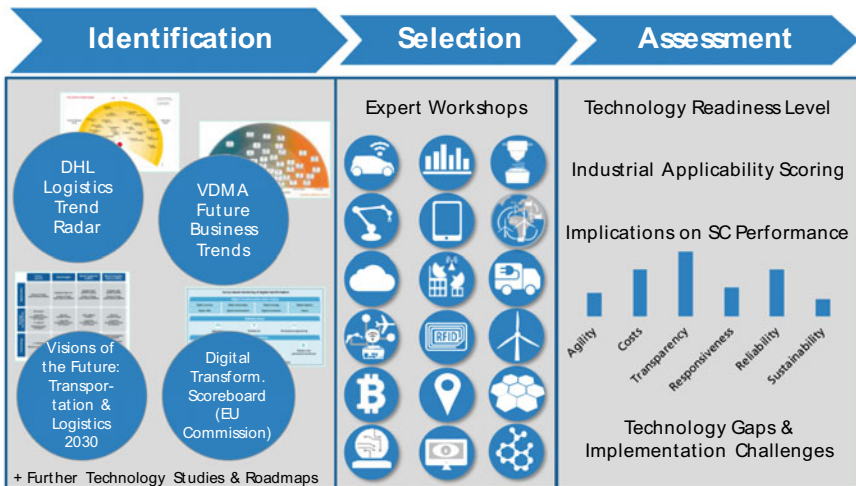 Identification
Selection
Assessment
DHL
Logistics
Trend
Radar
VDMA
Future
Business
Trends
Visions of
the Future:
Transpor-
tation &
Logistics
2030
Digital
Transform.
Scoreboard
(EU
Commission)
+ Further Technology Studies & Roadmaps
Expert Workshops
RFID
Technology Readiness Level
Industrial Applicability Scoring
Implications on SC Performance
Agility
Costs
Transparency
Responsiveness
Reliability
Sustainability
Technology Gaps &
Implementation Challenges